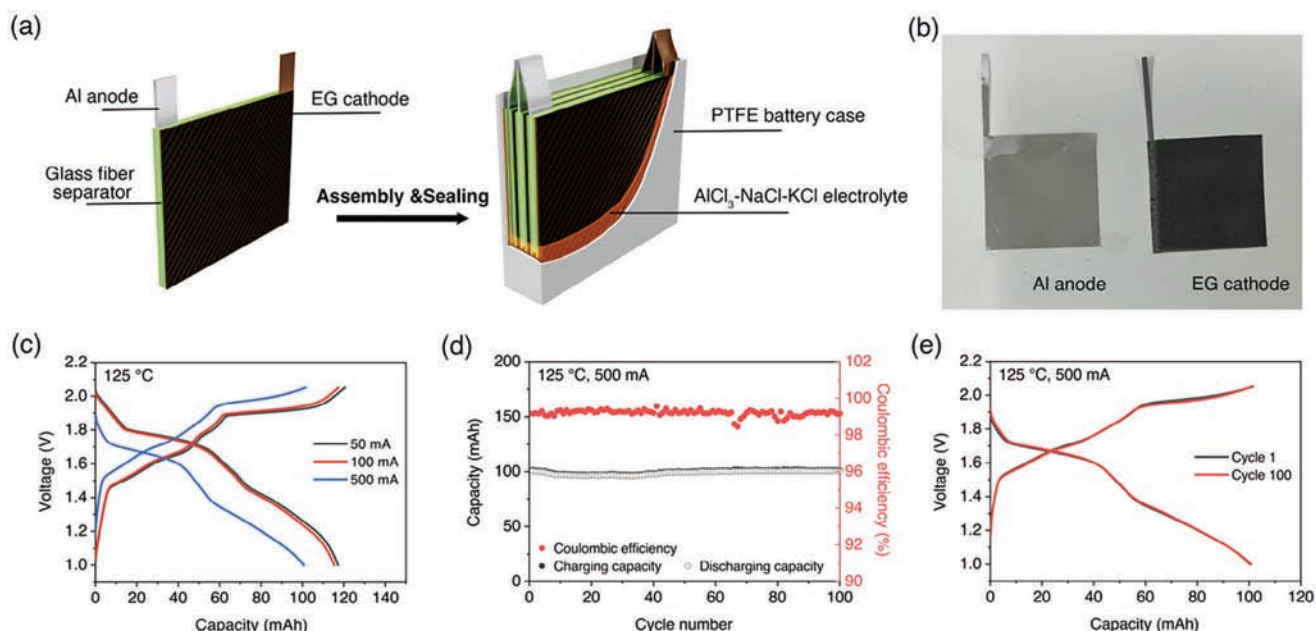 (a)
Al anode
EG cathode
Glass fiber
separator
Assembly &Sealing
PTFE battery case
AlCl₃-NaCl-KCl electrolyte
(b)
Al anode
EG cathode
(c)
125 °C
2.2
2.0
1.8
1.6
1.4
1.2
1.0
Voltage (V)
50 mA
100 mA
500 mA
0 20 40 60 80 100 120 140
Capacity (mAh)
(d)
125 °C, 500 mA
200
150
100
50
0
Capacity (mAh)
Coulombic efficiency
Charging capacity
Discharging capacity
102
100
98
96
94
92
90
Coulombic efficiency (%)
0 20 40 60 80 100
Cycle number
(e)
125 °C, 500 mA
2.2
2.0
1.8
1.6
1.4
1.2
1.0
Voltage (V)
Cycle 1
Cycle 100
0 20 40 60 80 100 120
Capacity (mAh)